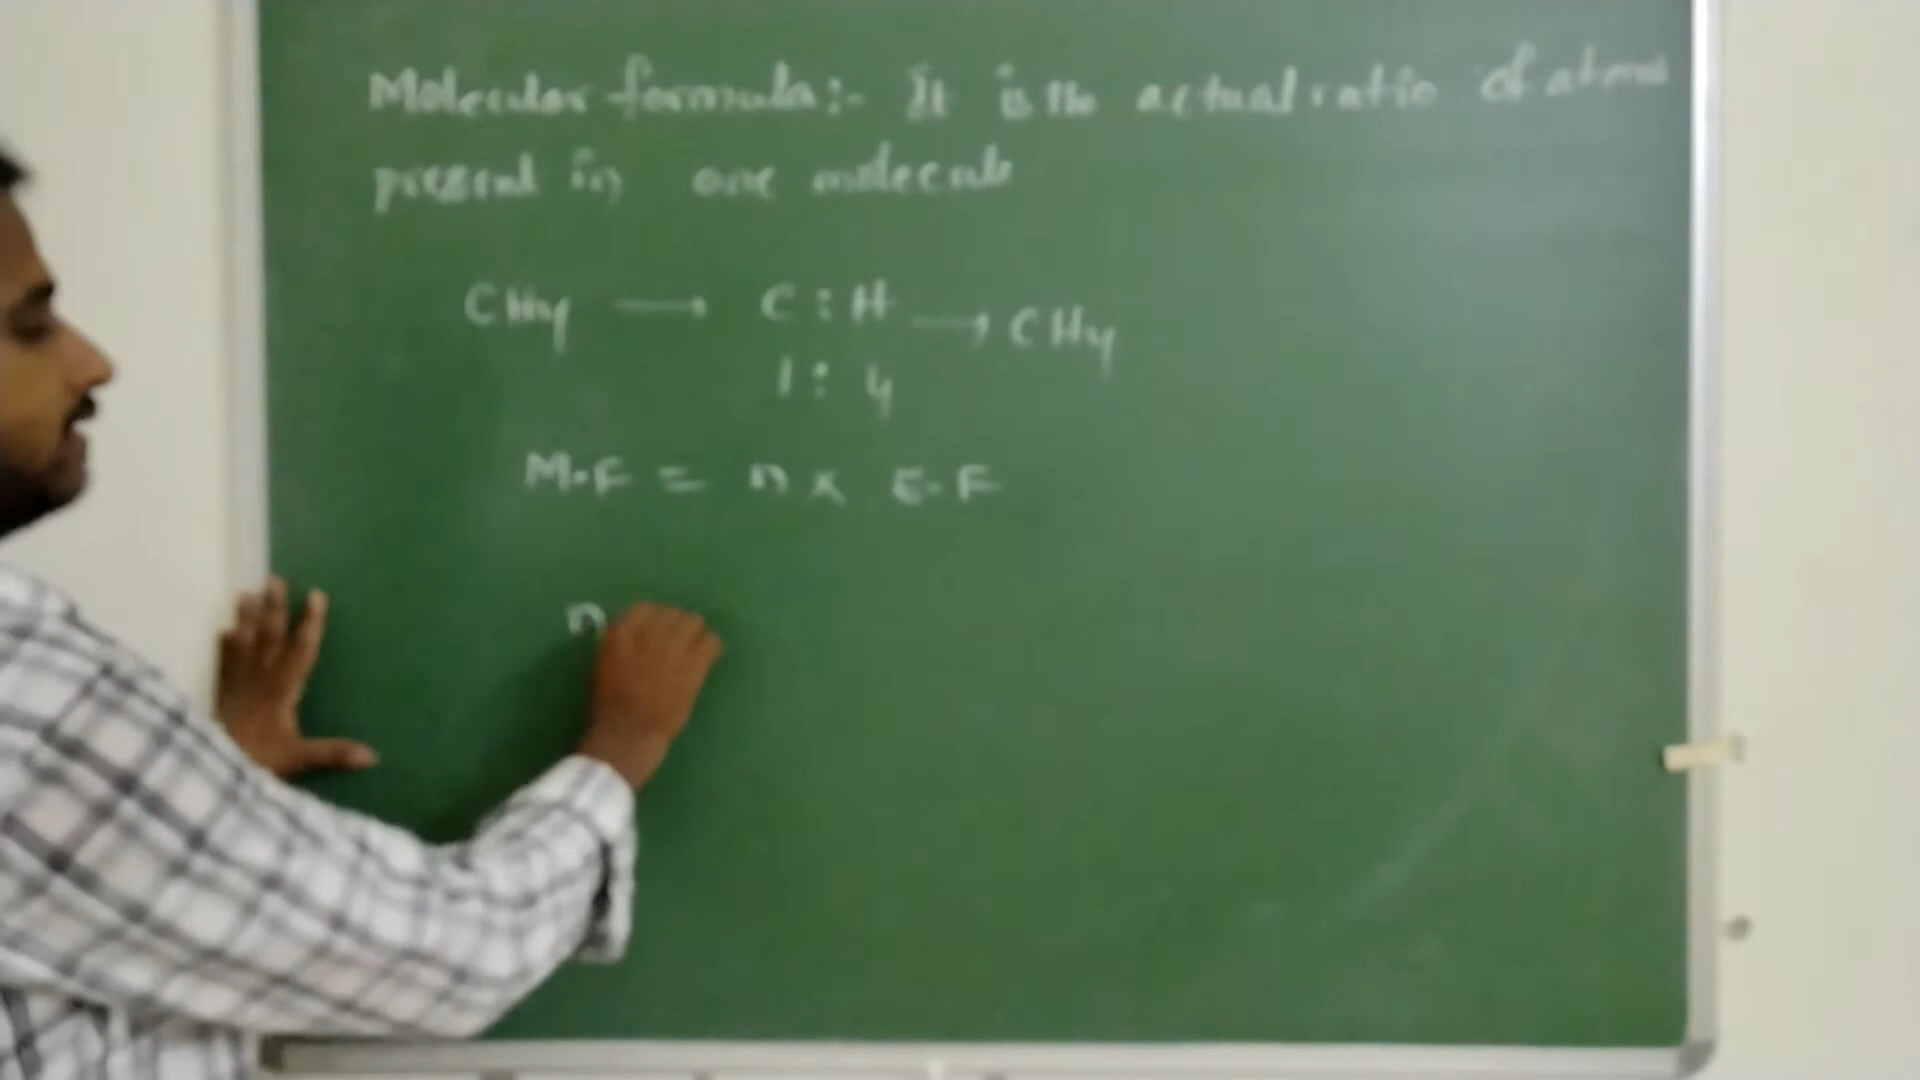 Molecular formula:- It is the actual ratio of atoms
present in one molecule
CH4 → C : H → CH4
1 : 4
M.F = n x E.F
n